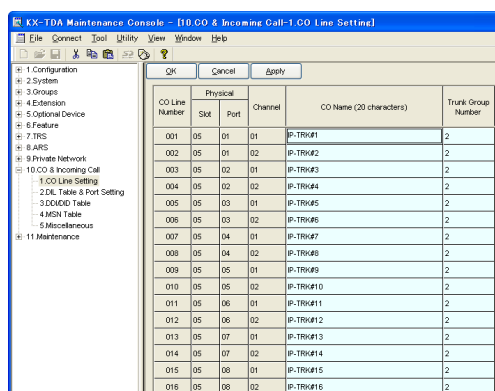 KX-TDA Maintenance Console - [10.CO & Incoming Call-1.CO Line Setting]
File Connect Tool Utility View Window Help
1.Configuration
2.System
3.Groups
4.Extension
5.Optional Device
6.Feature
7.TRS
8.ARS
9.Private Network
10.CO & Incoming Call
1.CO Line Setting
2.DIL Table & Port Setting
3.DDI/DID Table
4.MSN Table
5.Miscellaneous
11.Maintenance
OK Cancel Apply
CO Line Number Physical Slot Port Channel CO Name (20 characters) Trunk Group Number
001 05 01 01 IP-TRK#1 2
002 05 01 02 IP-TRK#2 2
003 05 02 01 IP-TRK#3 2
004 05 02 02 IP-TRK#4 2
005 05 03 01 IP-TRK#5 2
006 05 03 02 IP-TRK#6 2
007 05 04 01 IP-TRK#7 2
008 05 04 02 IP-TRK#8 2
009 05 05 01 IP-TRK#9 2
010 05 05 02 IP-TRK#10 2
011 05 06 01 IP-TRK#11 2
012 05 06 02 IP-TRK#12 2
013 05 07 01 IP-TRK#13 2
014 05 07 02 IP-TRK#14 2
015 05 08 01 IP-TRK#15 2
016 05 08 02 IP-TRK#16 2